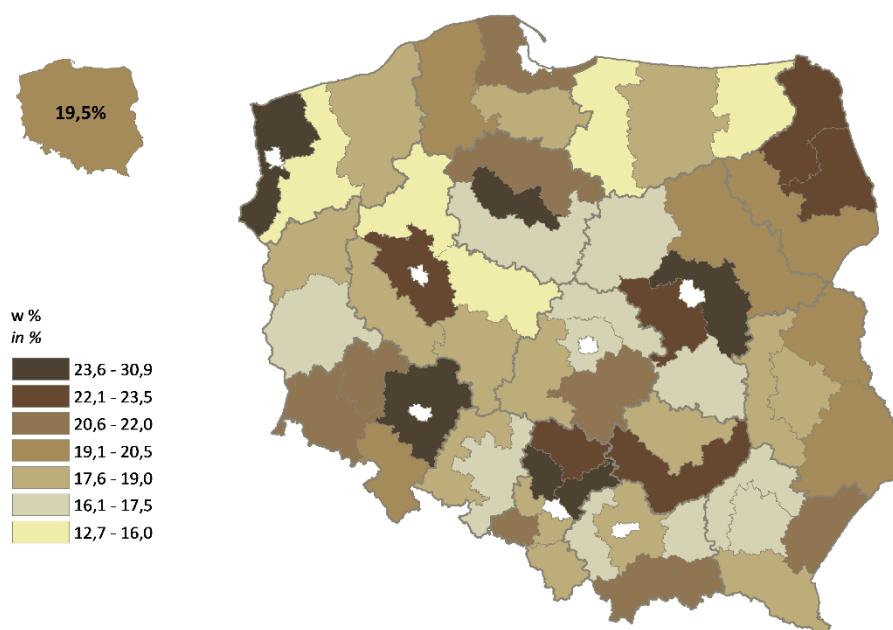 19,5%
w %
in %
23,6 - 30,9
22,1 - 23,5
20,6 - 22,0
19,1 - 20,5
17,6 - 19,0
16,1 - 17,5
12,7 - 16,0